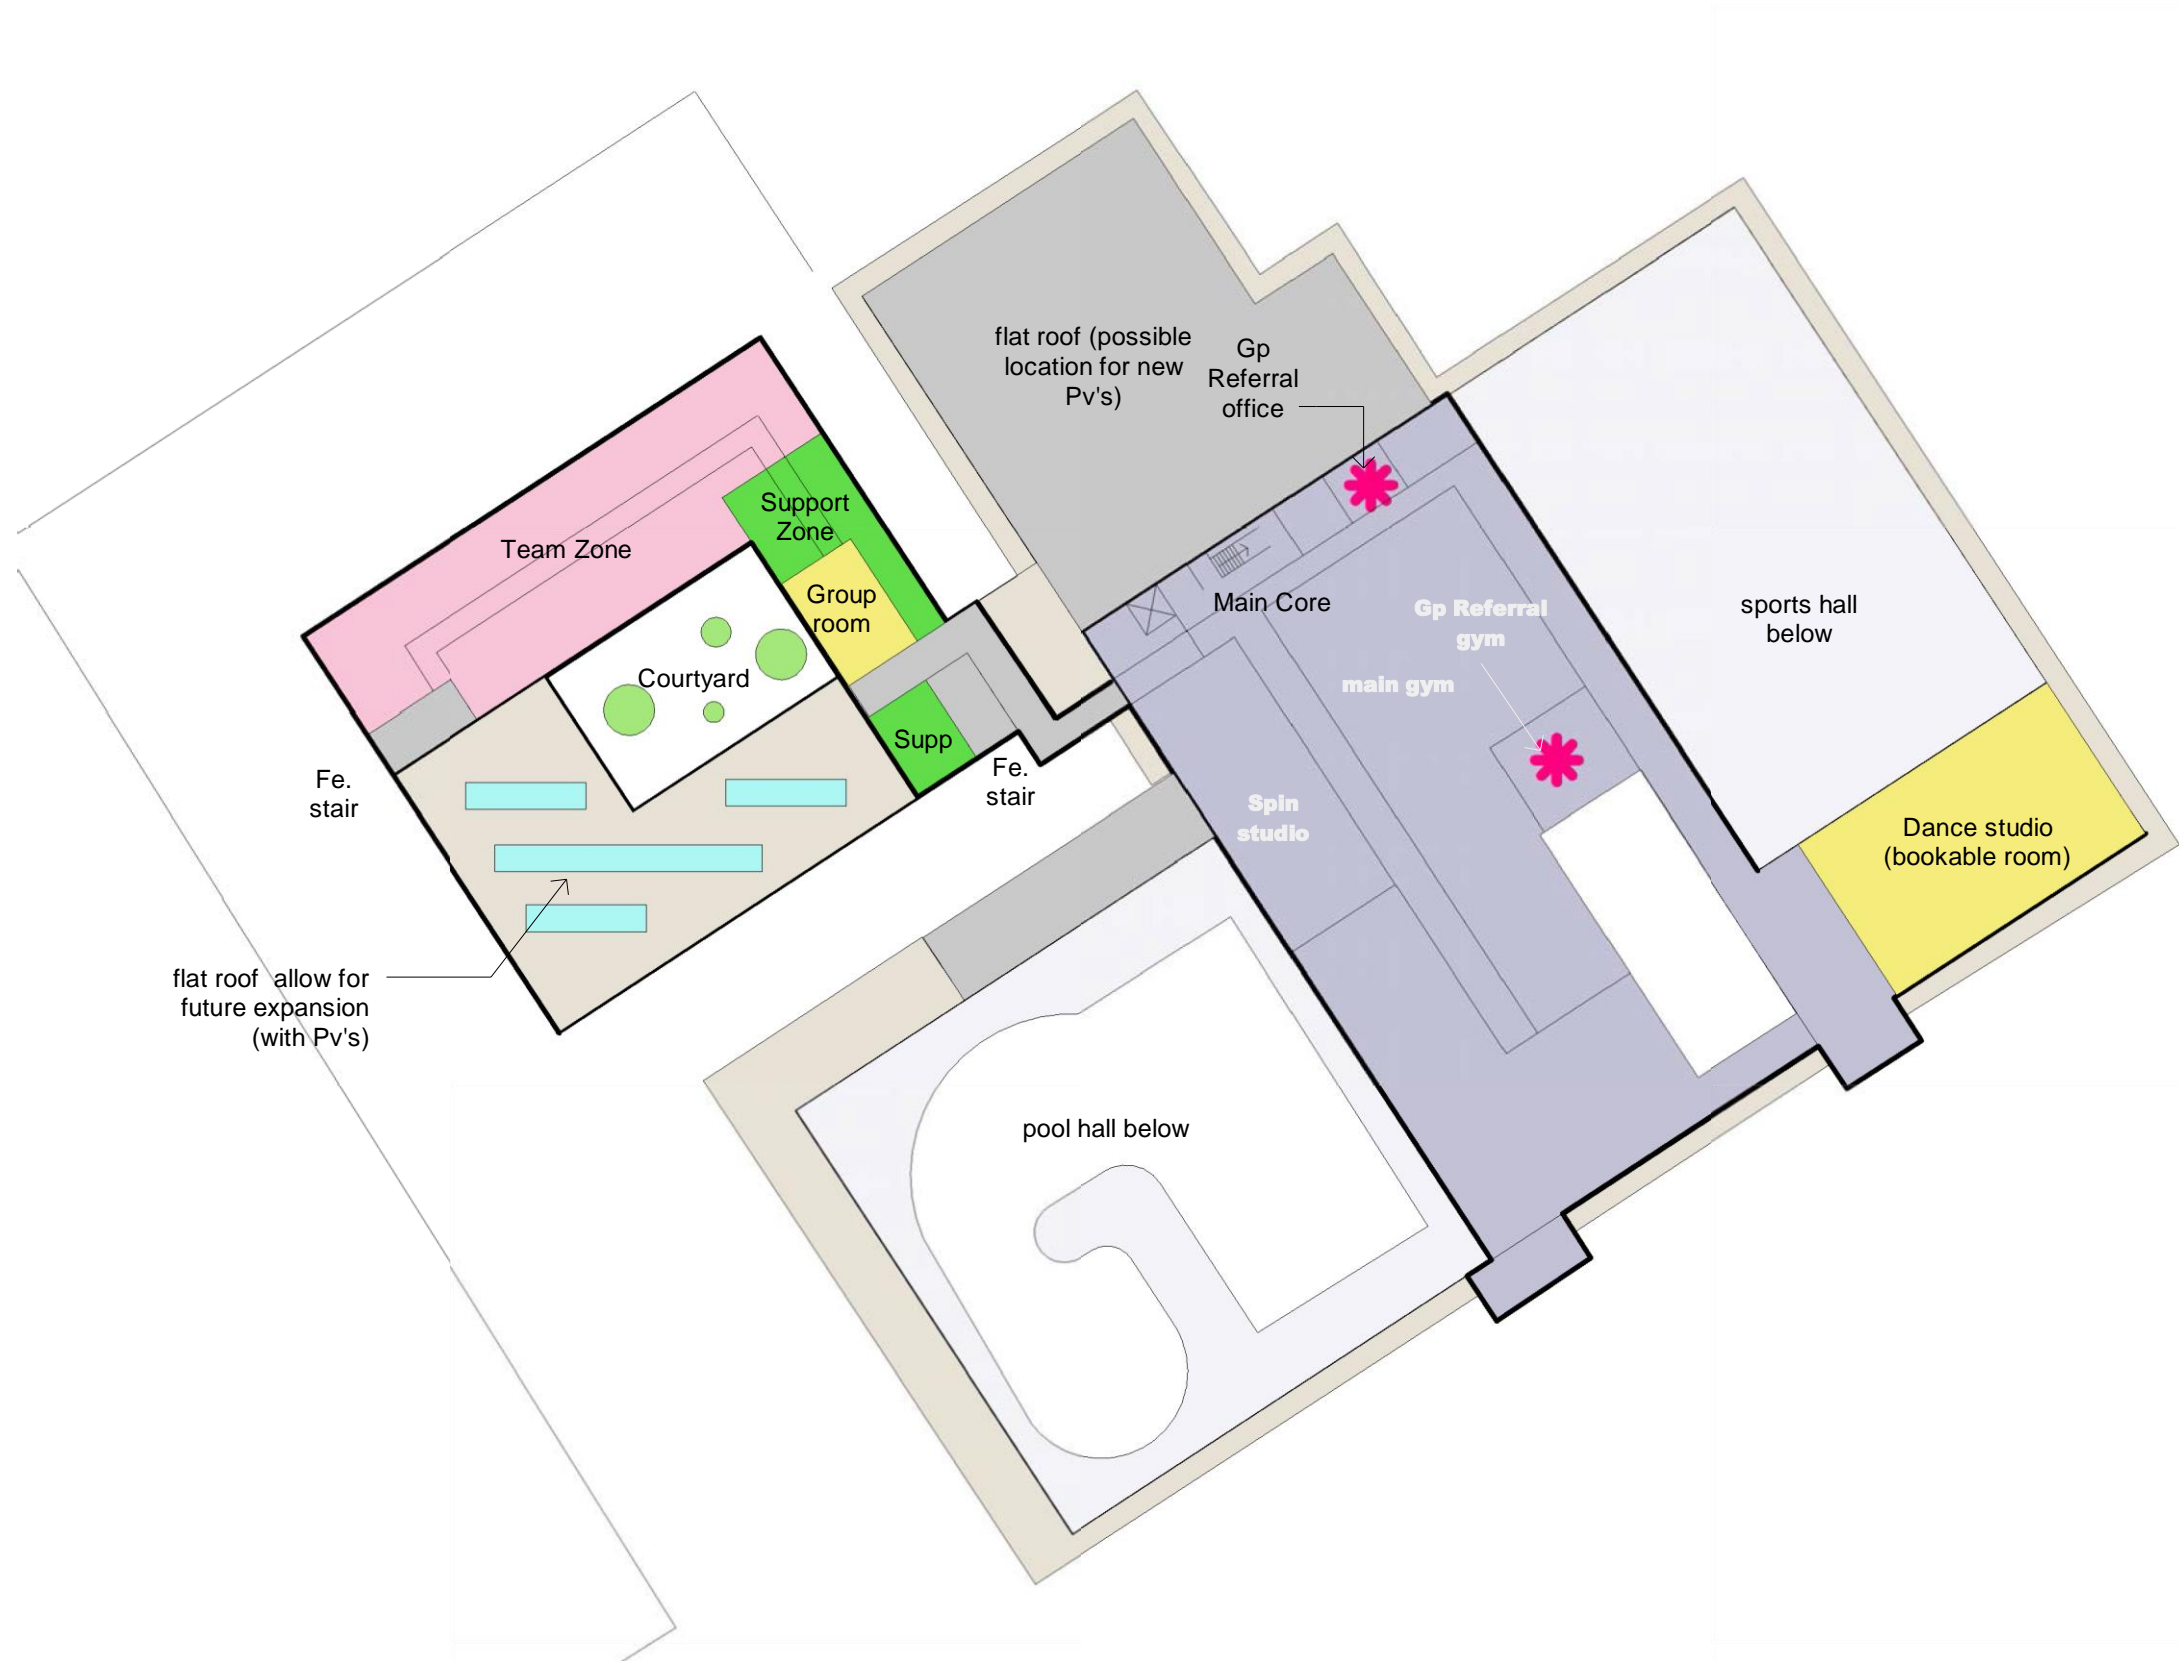 flat roof (possible
location for new
Pv's)
Gp
Referral
office
Support
Zone
Team Zone
Group
room
Main Core
Gp Referral
gym
sports hall
below
Courtyard
main gym
Supp
Fe.
stair
Fe.
stair
Spin
studio
Dance studio
(bookable room)
flat roof  allow for
future expansion
(with Pv's)
pool hall below